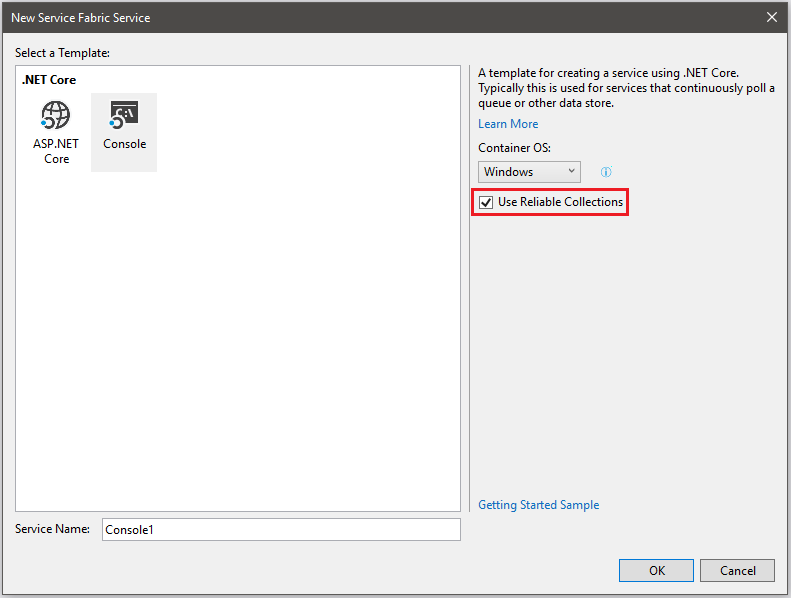 New Service Fabric Service
Select a Template:
.NET Core
ASP.NET
Core
Console
C:\
A template for creating a service using .NET Core.
Typically this is used for services that continuously poll a
queue or other data store.
Learn More
Container OS:
Windows
Use Reliable Collections
Getting Started Sample
Service Name:
Console1
OK
Cancel